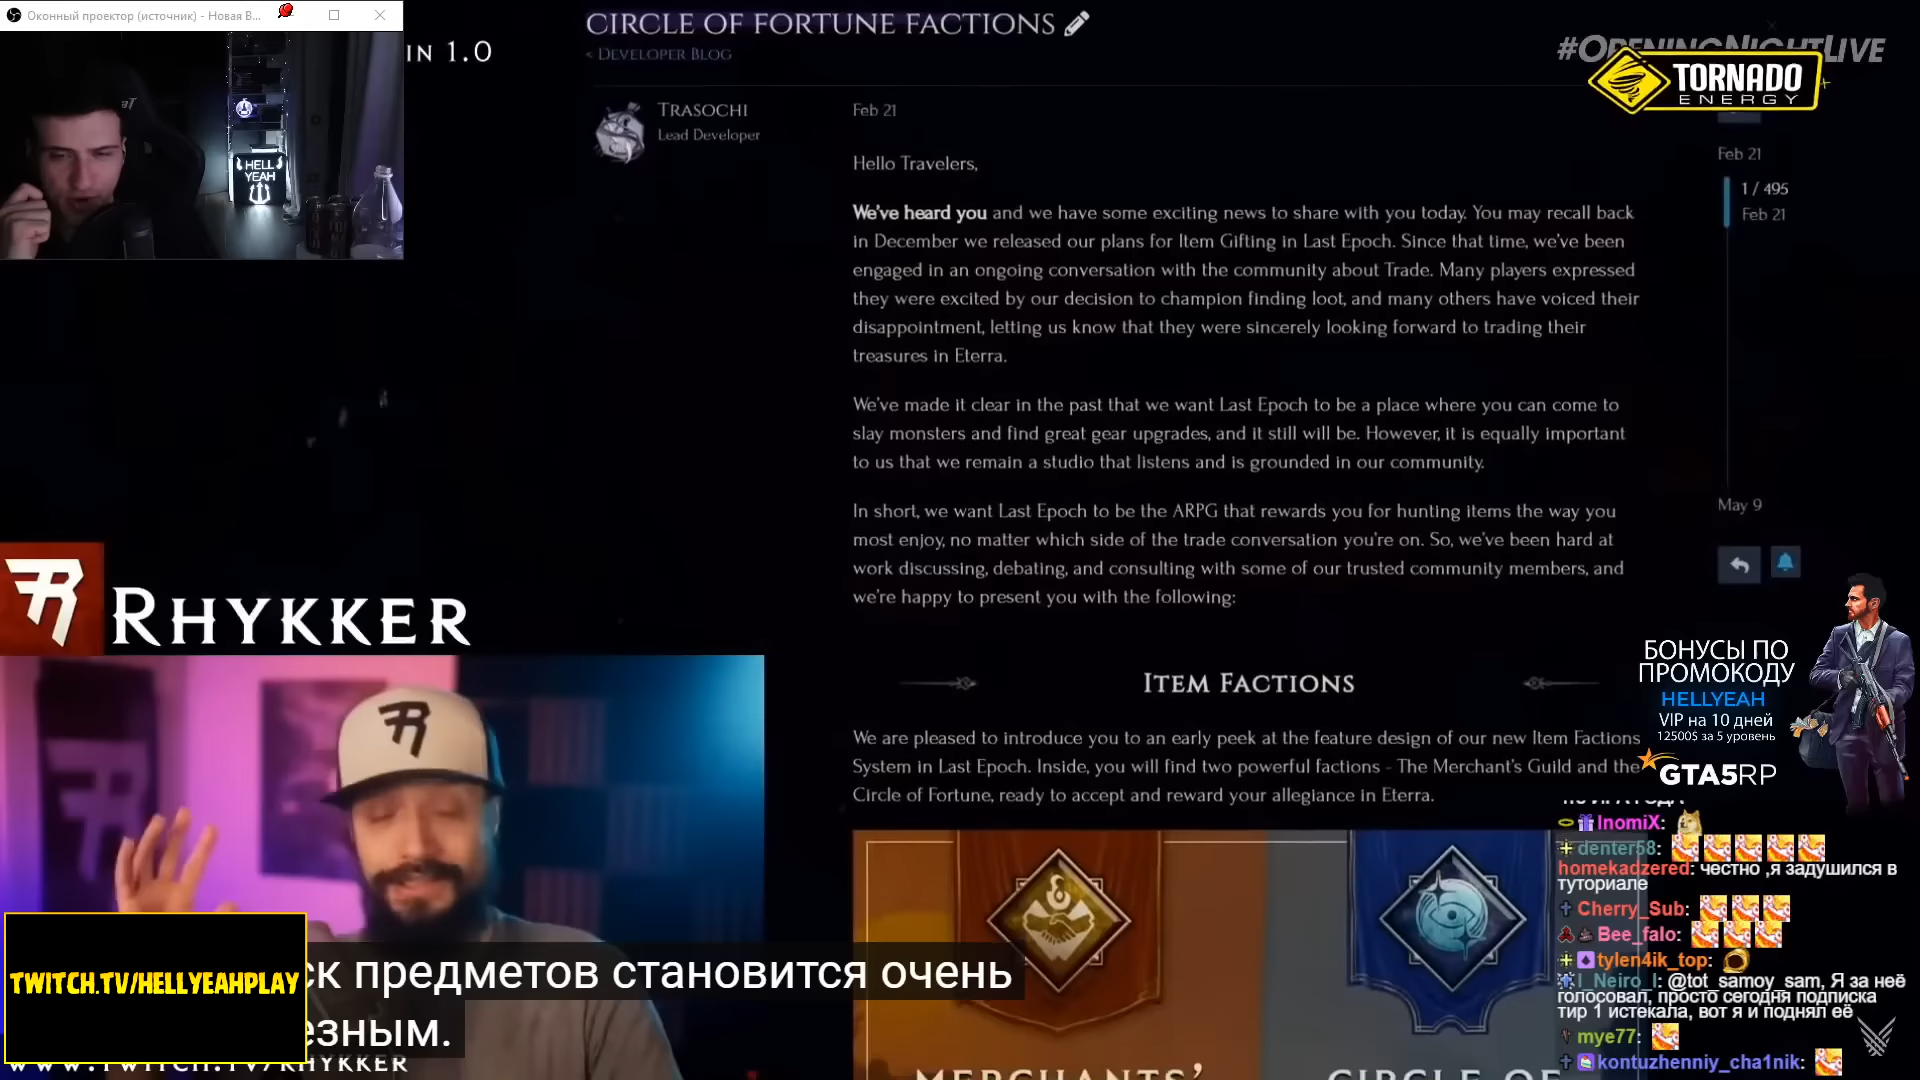 Оконный проектор (источник) - Новая В...
IN 1.0
HELL
YEAH
CIRCLE OF FORTUNE FACTIONS
< DEVELOPER BLOG
#OPENINGNIGHTLIVE
TORNADO
ENERGY
TRASOCHI
Lead Developer
Feb 21
Hello Travelers,
We've heard you and we have some exciting news to share with you today. You may recall back
in December we released our plans for Item Gifting in Last Epoch. Since that time, we've been
engaged in an ongoing conversation with the community about Trade. Many players expressed
they were excited by our decision to champion finding loot, and many others have voiced their
disappointment, letting us know that they were sincerely looking forward to trading their
treasures in Eterra.
We've made it clear in the past that we want Last Epoch to be a place where you can come to
slay monsters and find great gear upgrades, and it still will be. However, it is equally important
to us that we remain a studio that listens and is grounded in our community.
In short, we want Last Epoch to be the ARPG that rewards you for hunting items the way you
most enjoy, no matter which side of the trade conversation you're on. So, we've been hard at
work discussing, debating, and consulting with some of our trusted community members, and
we're happy to present you with the following:
ITEM FACTIONS
We are pleased to introduce you to an early peek at the feature design of our new Item Factions
System in Last Epoch. Inside, you will find two powerful factions - The Merchant's Guild and the
Circle of Fortune, ready to accept and reward your allegiance in Eterra.
MERCHANTS'
CIRCLE OF
Feb 21
1 / 495
Feb 21
May 9
RHYKKER
ск предметов становится очень
езным.
TWITCH.TV/HELLYEAHPLAY
WWW.TWITCH.TV/RHYKKER
БОНУСЫ ПО
ПРОМОКОДУ
HELLYEAH
VIP на 10 дней
12500$ за 5 уровень
GTA5RP
InomiX:
denter58:
homekadzered: честно ,я задушился в
туториале
Cherry_Sub:
Bee_falo:
tylen4ik_top:
I_Neiro_I: @tot_samoy_sam, Я за неё
голосовал, просто сегодня подписка
тир 1 истекала, вот я и поднял её
mye77:
kontuzhenniy_cha1nik: